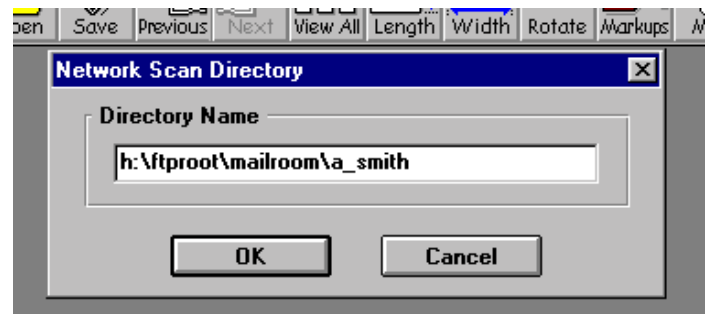 Save Previous Next View All Length Width Rotate Markups
Network Scan Directory
Directory Name
h:\ftproot\mailroom\a_smith
OK Cancel